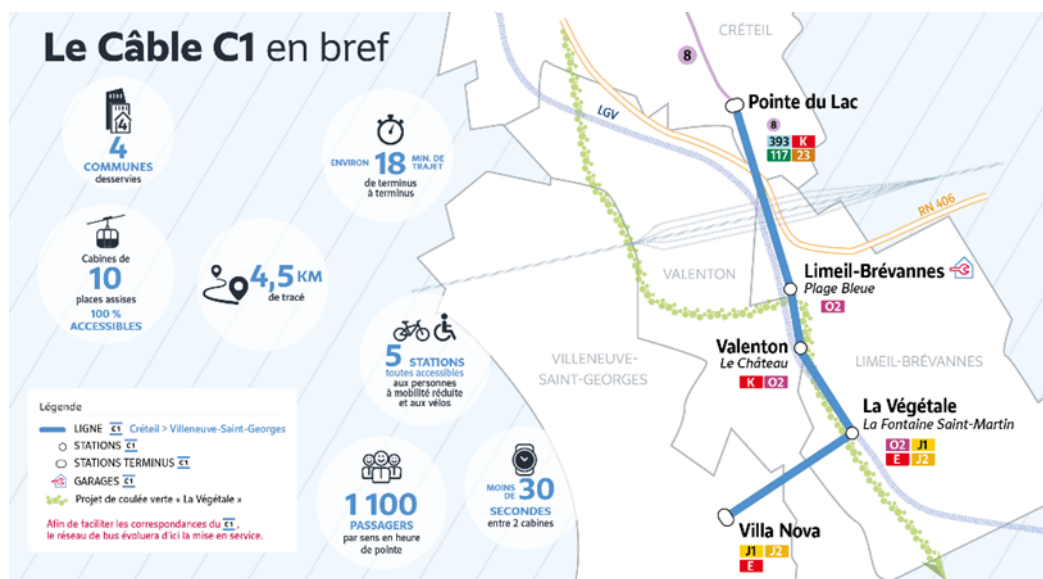 Le Câble C1 en bref
4
4
COMMUNES
desservies
ENVIRON 18 MIN. DE TRAJET
de terminus
à terminus
Cabines de
10
places assises
100 %
ACCESSIBLES
4,5 KM
de tracé
5 STATIONS
toutes accessibles
aux personnes
à mobilité réduite
et aux vélos
1 100
PASSAGERS
par sens en heure
de pointe
MOINS DE 30
SECONDES
entre 2 cabines
Légende
LIGNE C1 Créteil > Villeneuve-Saint-Georges
STATIONS C1
STATIONS TERMINUS C1
GARAGES C1
Projet de coulée verte « La Végétale »
Afin de faciliter les correspondances du C1,
le réseau de bus évoluera d'ici la mise en service.
CRÉTEIL
8
Pointe du Lac
8
393 K
117 23
LGV
RN 406
VALENTON
Limeil-Brévannes
Plage Bleue
O2
Valenton
Le Château
K O2
VILLENEUVE-
SAINT-GEORGES
LIMEIL-BRÉVANNES
La Végétale
La Fontaine Saint-Martin
O2 J1
E J2
Villa Nova
J1 J2
E